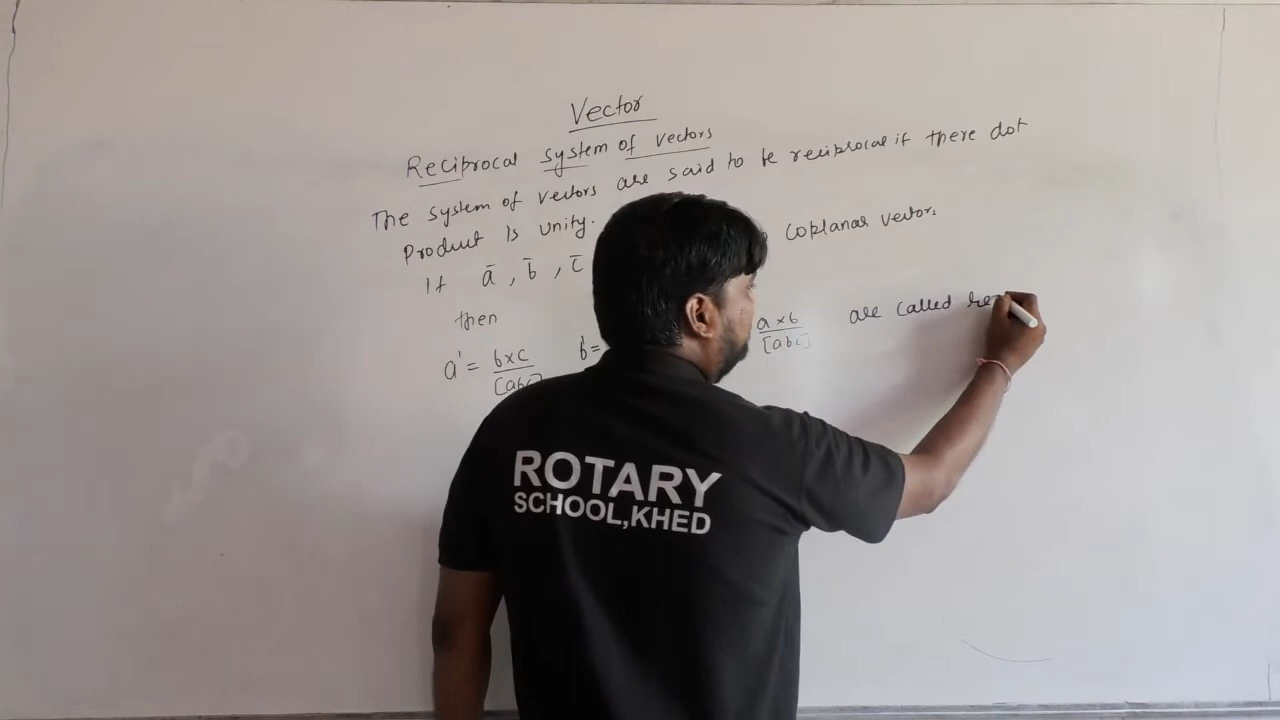 Vector
Reciprocal system of vectors
The system of vectors are said to be reciprocal if there dot
Product Is unity.
If a̅ , b̅ , c̅ coplanar vectors
then
a' = b×c / [abc] b' = a×b / [abc] are called
ROTARY
SCHOOL,KHED